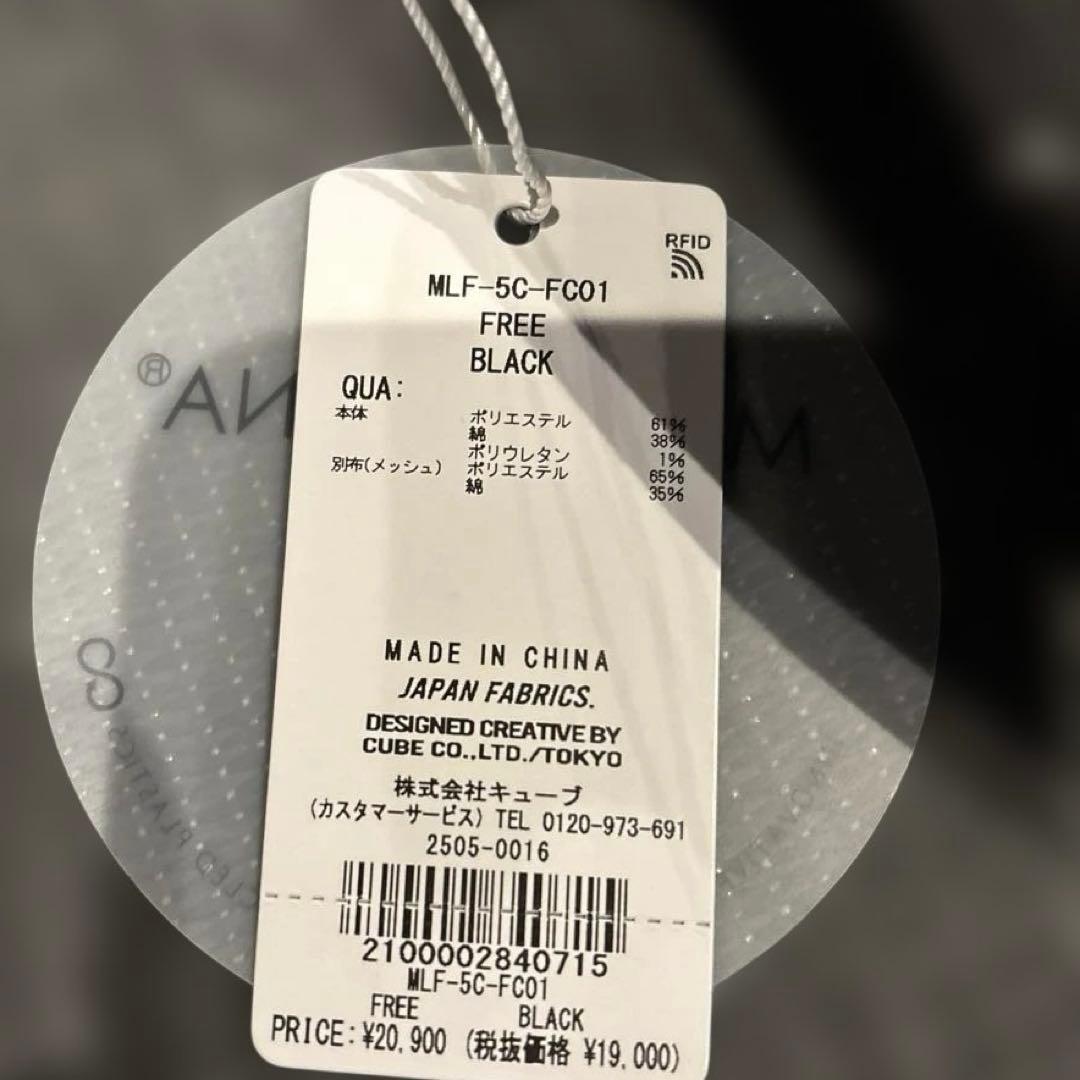 RFID
MLF-5C-FC01
FREE
BLACK
QUA:
本体 ポリエステル 61%
綿 38%
ポリウレタン 1%
別布(メッシュ) ポリエステル 65%
綿 35%
MADE IN CHINA
JAPAN FABRICS.
DESIGNED CREATIVE BY
CUBE CO.,LTD./TOKYO
株式会社キューブ
(カスタマーサービス) TEL 0120-973-691
2505-0016
2100002840715
MLF-5C-FC01
FREE BLACK
PRICE:¥20,900 (税抜価格 ¥19,000)